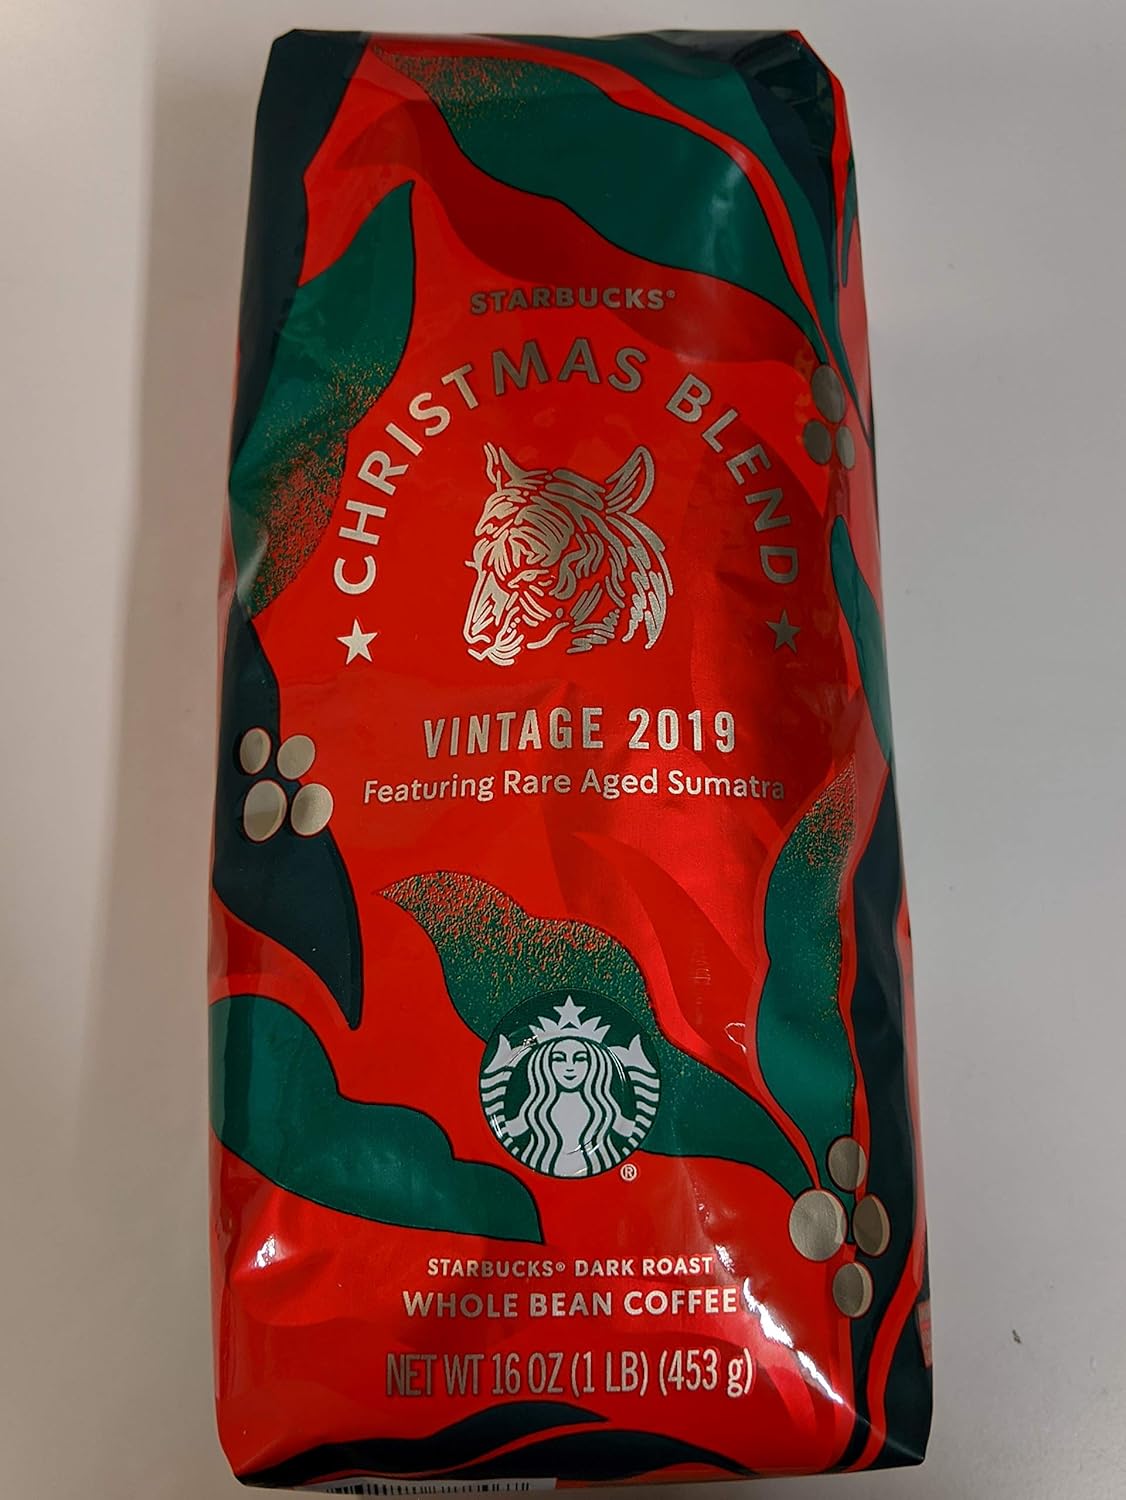 STARBUCKS®
CHRISTMAS BLEND
VINTAGE 2019
Featuring Rare Aged Sumatra
®
STARBUCKS® DARK ROAST
WHOLE BEAN COFFEE
NET WT 16 OZ (1 LB) (453 g)